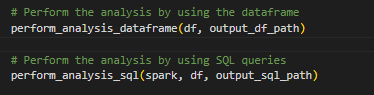 # Perform the analysis by using the dataframe
perform_analysis_dataframe(df, output_df_path)
# Perform the analysis by using SQL queries
perform_analysis_sql(spark, df, output_sql_path)